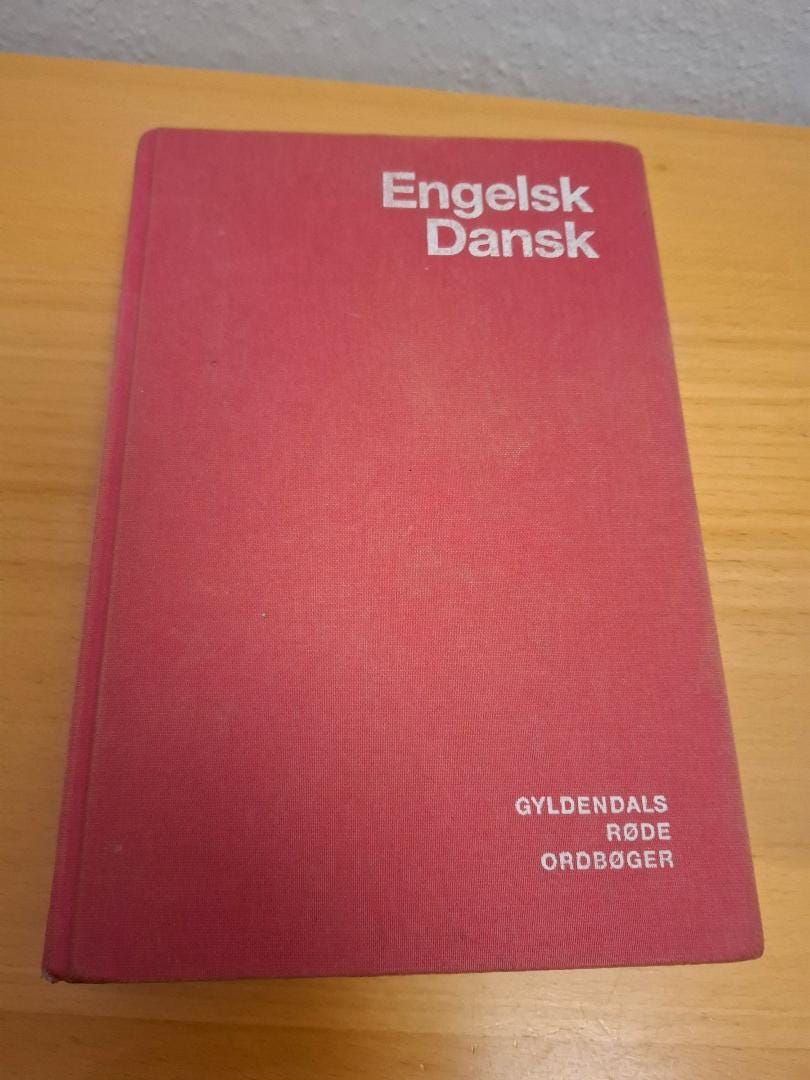 Engelsk
Dansk
GYLDENDALS
RØDE
ORDBØGER